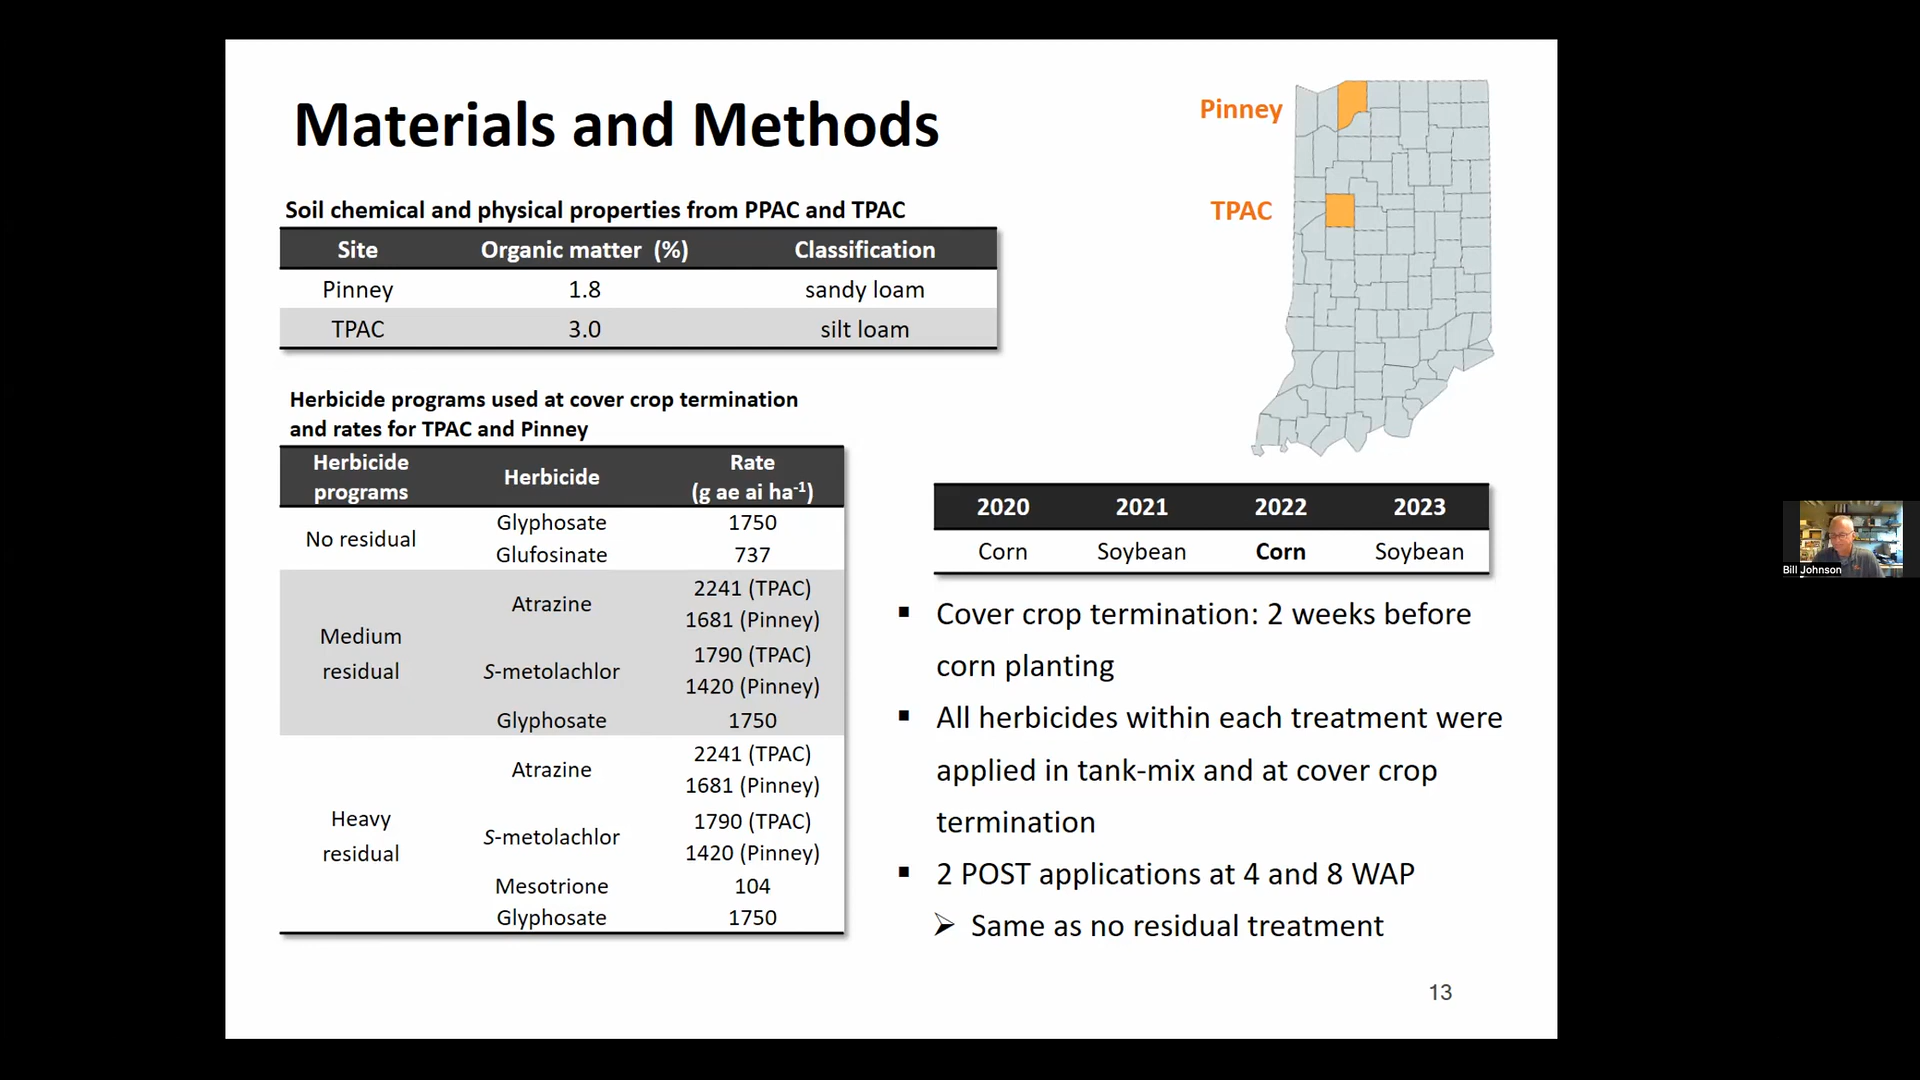 Materials and Methods
Pinney
TPAC
Soil chemical and physical properties from PPAC and TPAC
Site Organic matter (%) Classification
Pinney 1.8 sandy loam
TPAC 3.0 silt loam
Herbicide programs used at cover crop termination
and rates for TPAC and Pinney
Herbicide programs Herbicide Rate (g ae ai ha⁻¹)
No residual
Glyphosate 1750
Glufosinate 737
Medium residual
Atrazine 2241 (TPAC)
1681 (Pinney)
S-metolachlor 1790 (TPAC)
1420 (Pinney)
Glyphosate 1750
Heavy residual
Atrazine 2241 (TPAC)
1681 (Pinney)
S-metolachlor 1790 (TPAC)
1420 (Pinney)
Mesotrione 104
Glyphosate 1750
2020 2021 2022 2023
Corn Soybean Corn Soybean
▪ Cover crop termination: 2 weeks before
corn planting
▪ All herbicides within each treatment were
applied in tank-mix and at cover crop
termination
▪ 2 POST applications at 4 and 8 WAP
➢ Same as no residual treatment
13
Bill Johnson